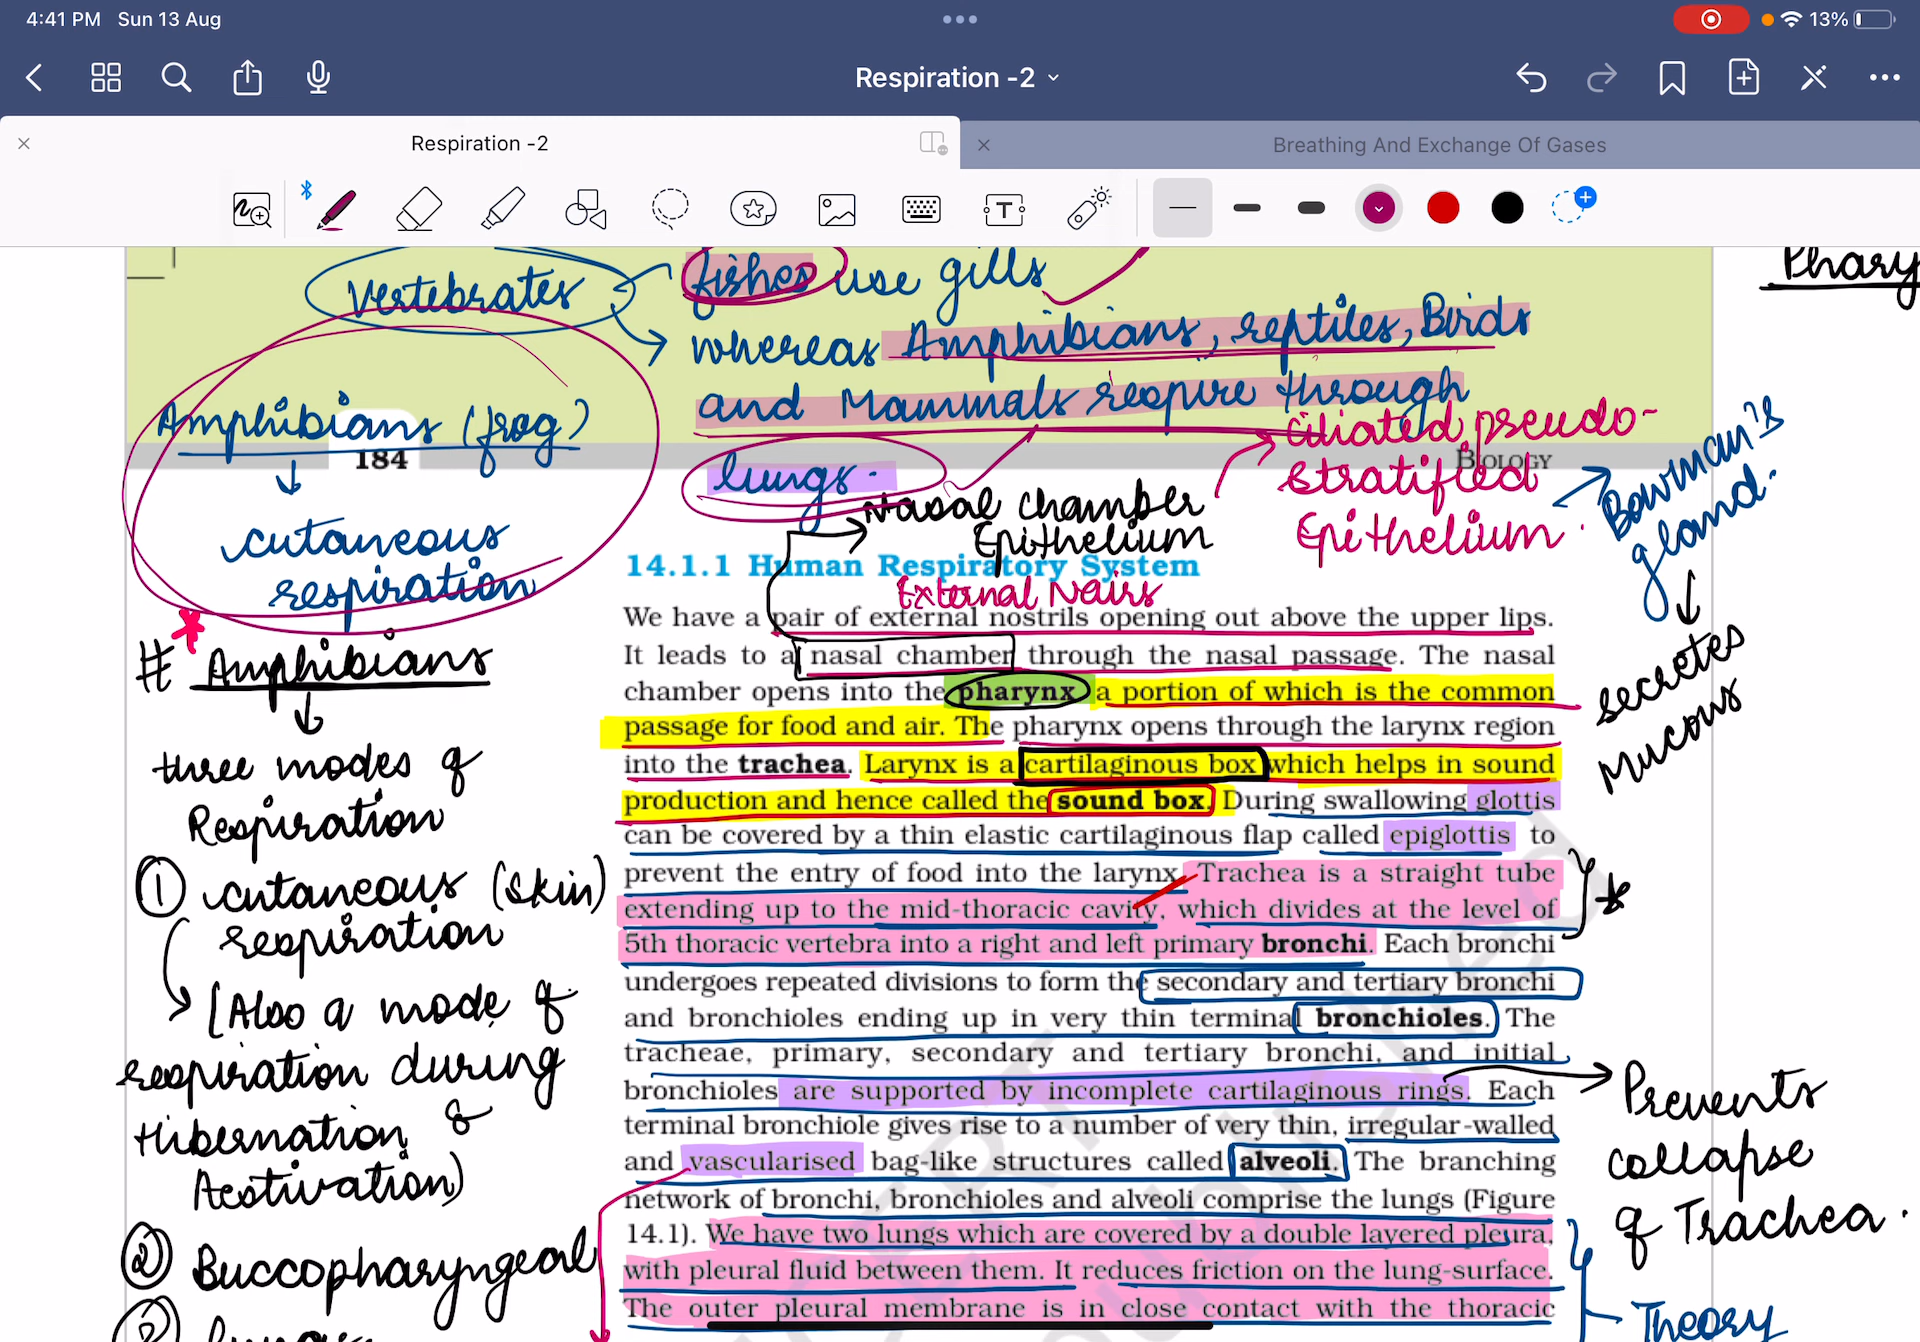 4:41 PM Sun 13 Aug
13%
Respiration -2
Respiration -2
Breathing And Exchange Of Gases
T
Vertebrates
fishes use gills
whereas Amphibians, reptiles, Birds
and Mammals respire through
lungs.
Phary
Amphibians (frog)
cutaneous
respiration
184
BIOLOGY
Nasal chamber
Epithelium
ciliated pseudo-
stratified
Epithelium.
Bowman's
gland.
secretes
Mucous
14.1.1 Human Respiratory System
External Nairs
We have a pair of external nostrils opening out above the upper lips.
It leads to a nasal chamber through the nasal passage. The nasal
chamber opens into the pharynx, a portion of which is the common
passage for food and air. The pharynx opens through the larynx region
into the trachea. Larynx is a cartilaginous box which helps in sound
production and hence called the sound box. During swallowing glottis
can be covered by a thin elastic cartilaginous flap called epiglottis to
prevent the entry of food into the larynx. Trachea is a straight tube
extending up to the mid-thoracic cavity, which divides at the level of
5th thoracic vertebra into a right and left primary bronchi. Each bronchi
undergoes repeated divisions to form the secondary and tertiary bronchi
and bronchioles ending up in very thin terminal bronchioles. The
tracheae, primary, secondary and tertiary bronchi, and initial
bronchioles are supported by incomplete cartilaginous rings. Each
terminal bronchiole gives rise to a number of very thin, irregular-walled
and vascularised bag-like structures called alveoli. The branching
network of bronchi, bronchioles and alveoli comprise the lungs (Figure
14.1). We have two lungs which are covered by a double layered pleura,
with pleural fluid between them. It reduces friction on the lung-surface.
The outer pleural membrane is in close contact with the thoracic
# Amphibians
three modes of
Respiration
① cutaneous (skin)
respiration
[Also a mode of
respiration during
Hibernation &
Aestivation)
② Buccopharyngeal
Prevents
collapse
of Trachea.
Theory